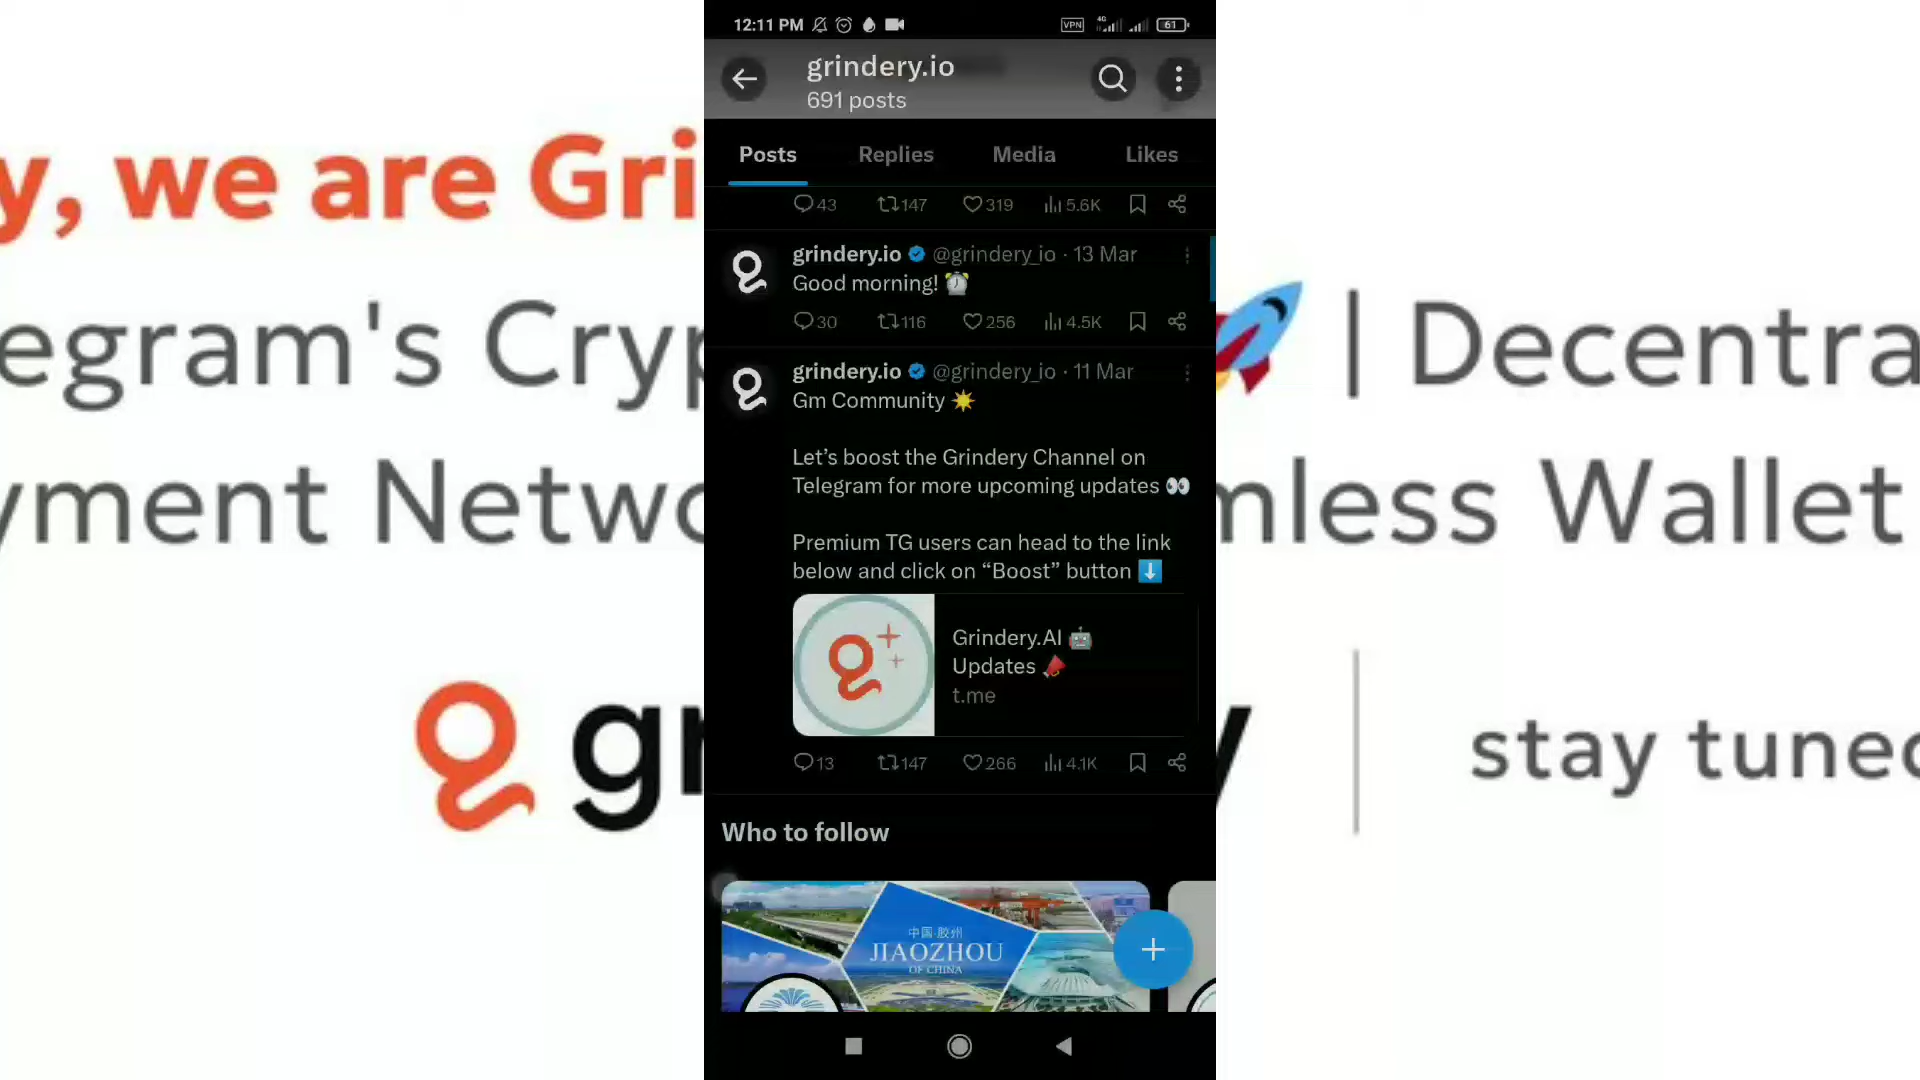 12:11 PM
VPN
4G
61
grindery.io
691 posts
Posts
Replies
Media
Likes
43
147
319
5.6K
grindery.io @grindery_io · 13 Mar
Good morning! ⏰
30
116
256
4.5K
grindery.io @grindery_io · 11 Mar
Gm Community ☀️
Let’s boost the Grindery Channel on
Telegram for more upcoming updates 👀
Premium TG users can head to the link
below and click on “Boost” button ⬇️
Grindery.AI 🤖
Updates 📣
t.me
13
147
266
4.1K
Who to follow
中国·胶州
JIAOZHOU
OF CHINA
y, we are Gri
egram's Cryp
🚀 | Decentra
yment Netwo
mless Wallet
gr
y
stay tuned